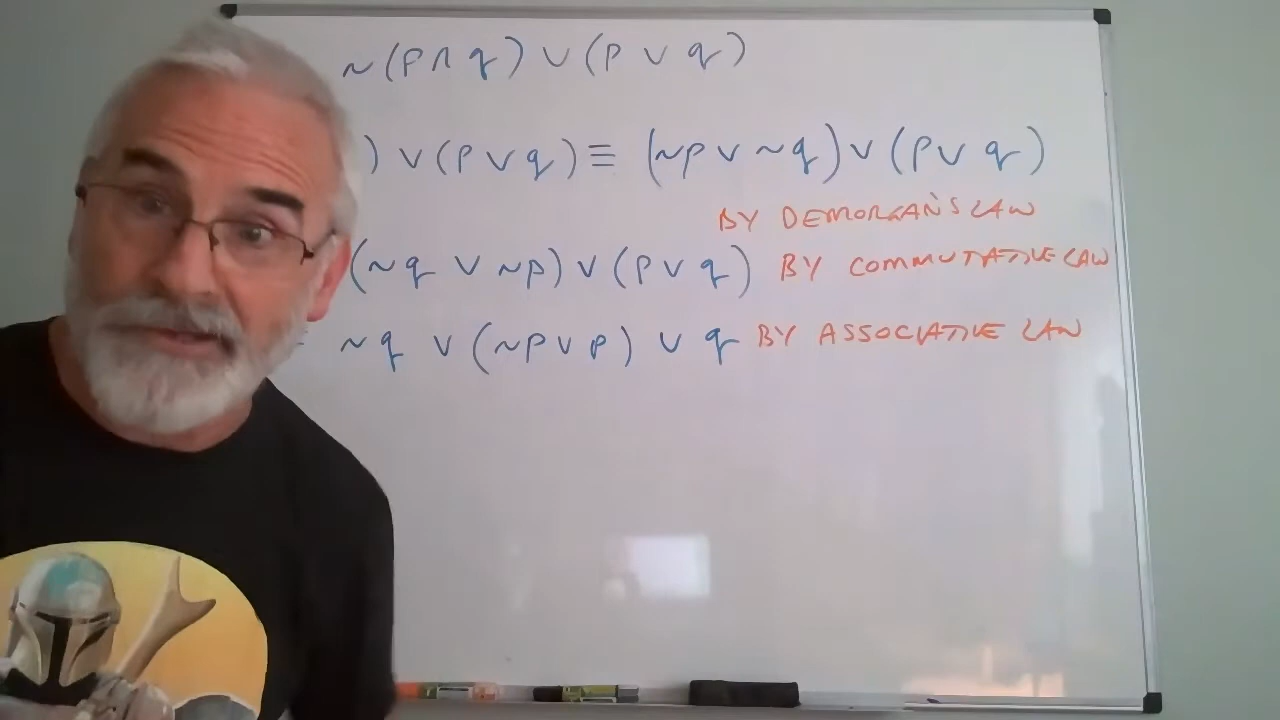 ~(p ∧ q) ∨ (p ∨ q)
) ∨ (p ∨ q) ≡ (~p ∨ ~q) ∨ (p ∨ q)
BY DEMORGAN'S LAW
(~q ∨ ~p) ∨ (p ∨ q) BY COMMUTATIVE LAW
~q ∨ (~p ∨ p) ∨ q BY ASSOCIATIVE LAW